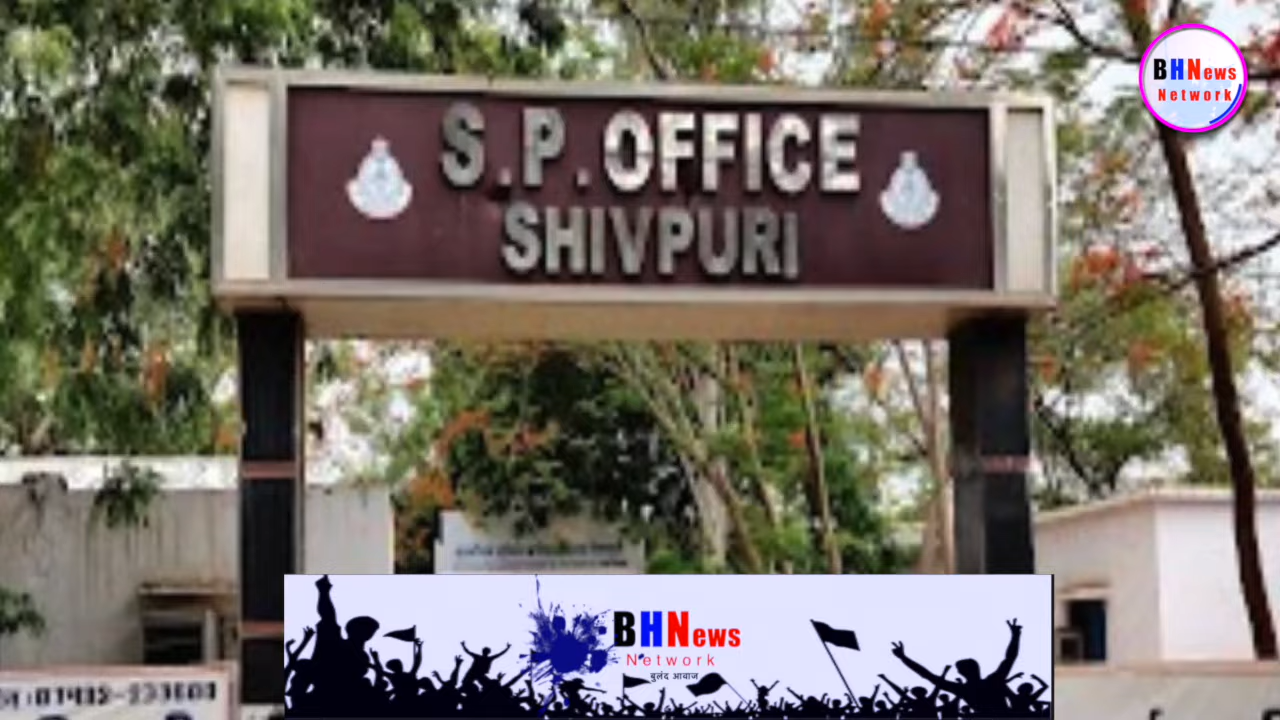 BHNews
Network
S.P.OFFICE
SHIVPURI
BHNews
Network
बुलंद आवाज